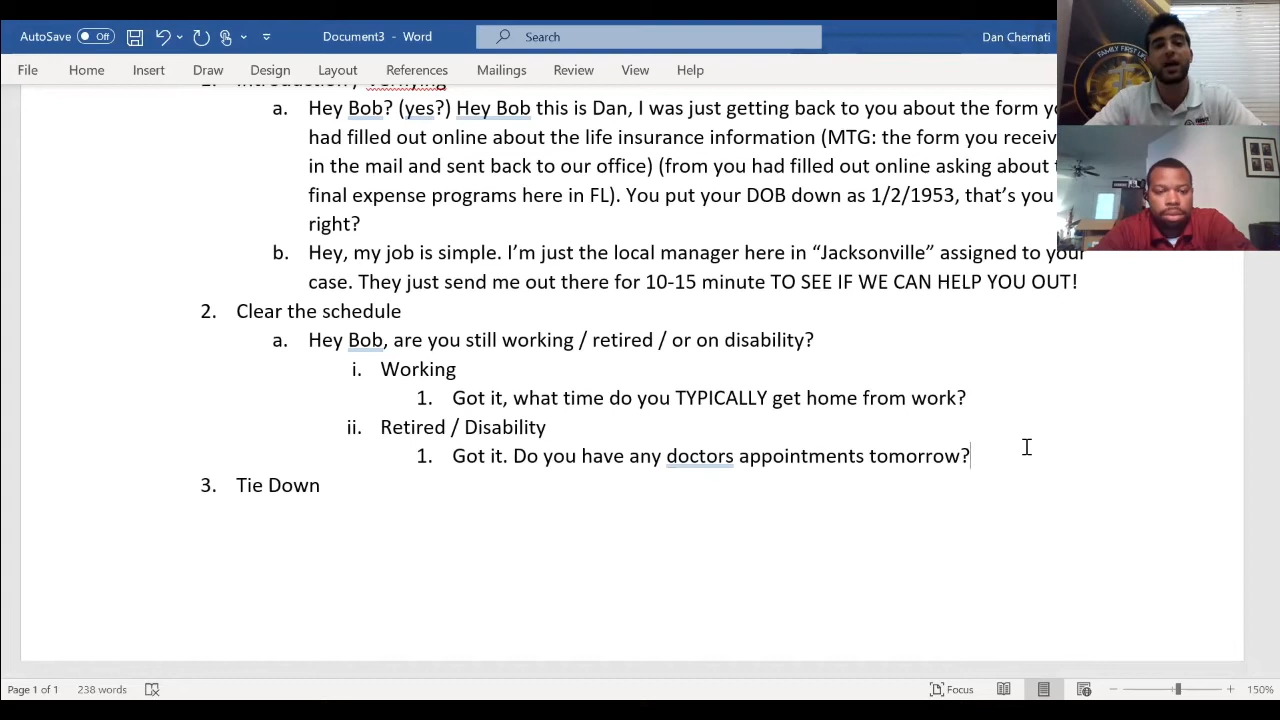 AutoSave Off Document3 - Word Search Dan Chernati
File Home Insert Draw Design Layout References Mailings Review View Help
FAMILY FIRST LIFE
a. Hey Bob? (yes?) Hey Bob this is Dan, I was just getting back to you about the form
had filled out online about the life insurance information (MTG: the form you
in the mail and sent back to our office) (from you had filled out online asking about
final expense programs here in FL). You put your DOB down as 1/2/1953, that's you
right?
b. Hey, my job is simple. I'm just the local manager here in “Jacksonville” assigned to your
case. They just send me out there for 10-15 minute TO SEE IF WE CAN HELP YOU OUT!
2. Clear the schedule
a. Hey Bob, are you still working / retired / or on disability?
i. Working
1. Got it, what time do you TYPICALLY get home from work?
ii. Retired / Disability
1. Got it. Do you have any doctors appointments tomorrow?
3. Tie Down
Page 1 of 1 238 words Focus 150%